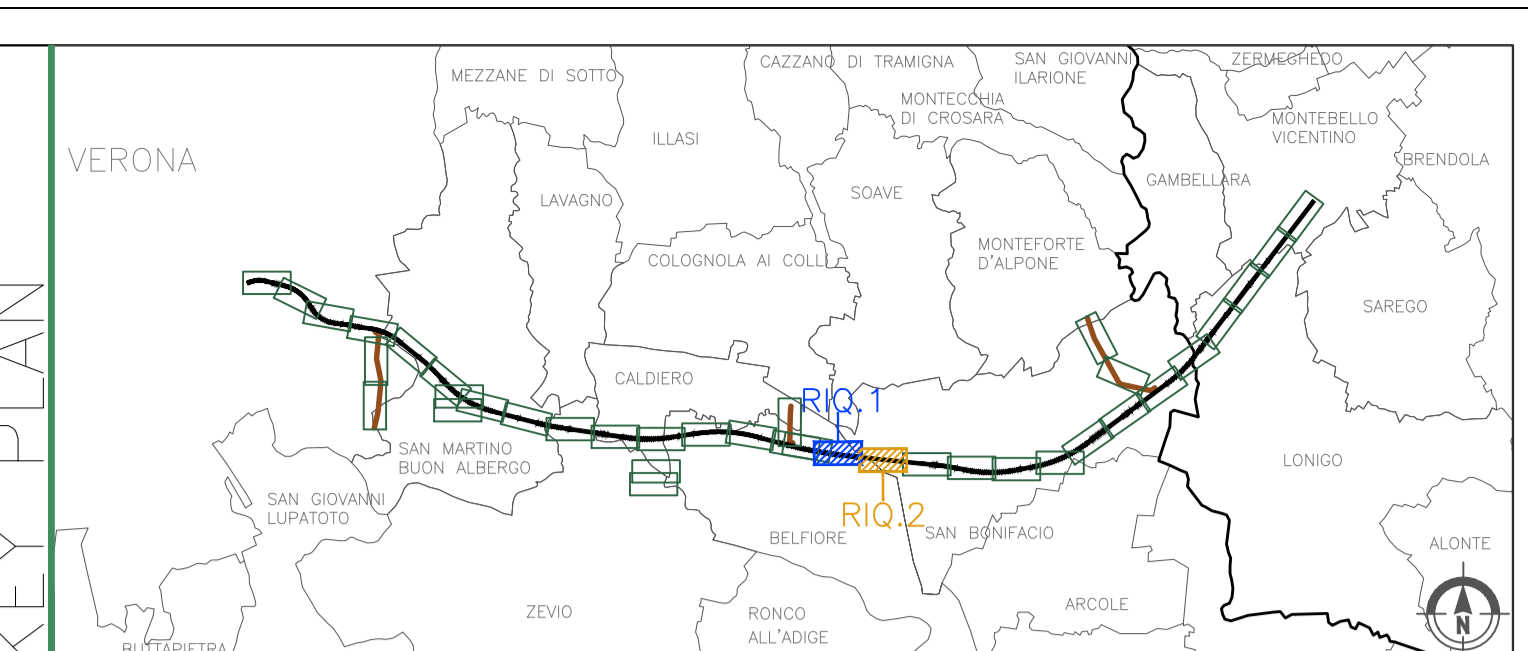 KEY PLAN
MEZZANE DI SOTTO
CAZZANO DI TRAMIGNA
SAN GIOVANNI
ILARIONE
ZERMEGHEDO
MONTECCHIA
DI CROSARA
ILLASI
MONTEBELLO
VICENTINO
VERONA
BRENDOLA
GAMBELLARA
LAVAGNO
SOAVE
MONTEFORTE
D'ALPONE
COLOGNOLA AI COLLI
SAREGO
CALDIERO
RIQ.1
SAN MARTINO
BUON ALBERGO
LONIGO
SAN GIOVANNI
LUPATOTO
RIQ.2
BELFIORE
SAN BONIFACIO
ALONTE
ZEVIO
RONCO
ALL'ADIGE
ARCOLE
N
BUTTAPIETRA